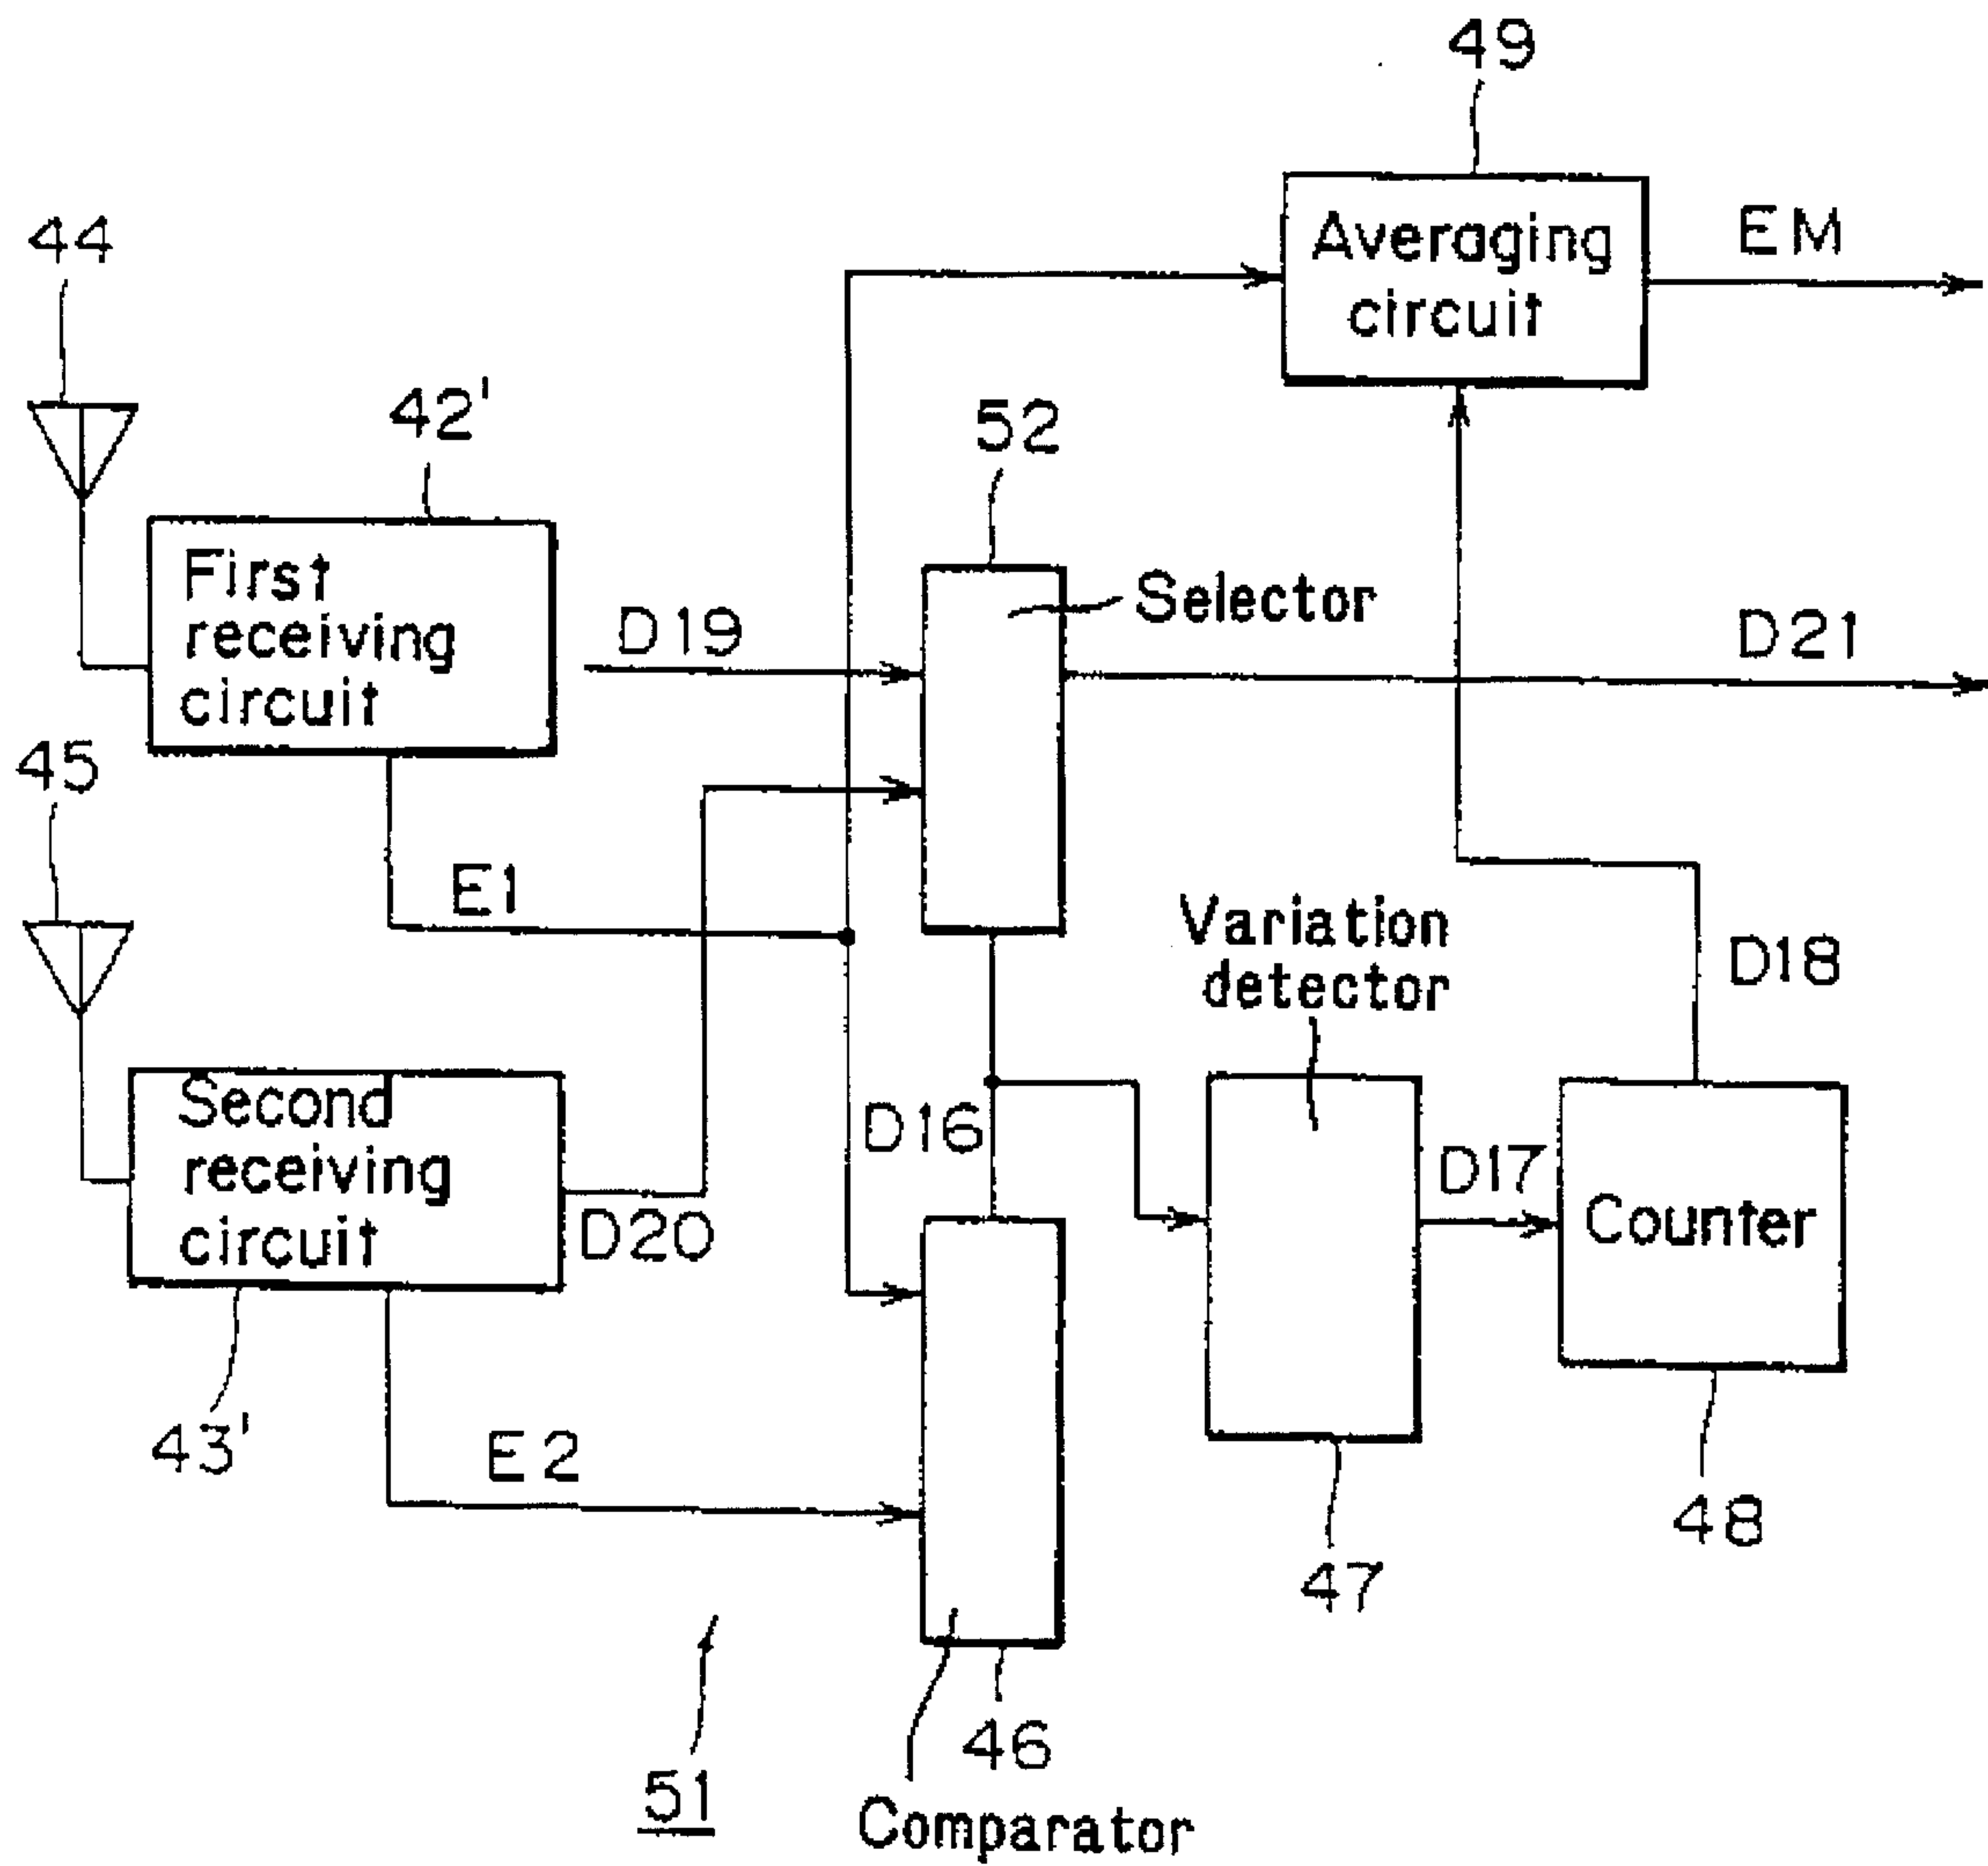 49
44
Averaging
circuit
EM
42'
52
First
receiving
circuit
D19
Selector
D21
45
E1
Variation
detector
D18
Second
receiving
circuit
D16
D20
D17
Counter
43'
E2
48
47
46
51
Comparator